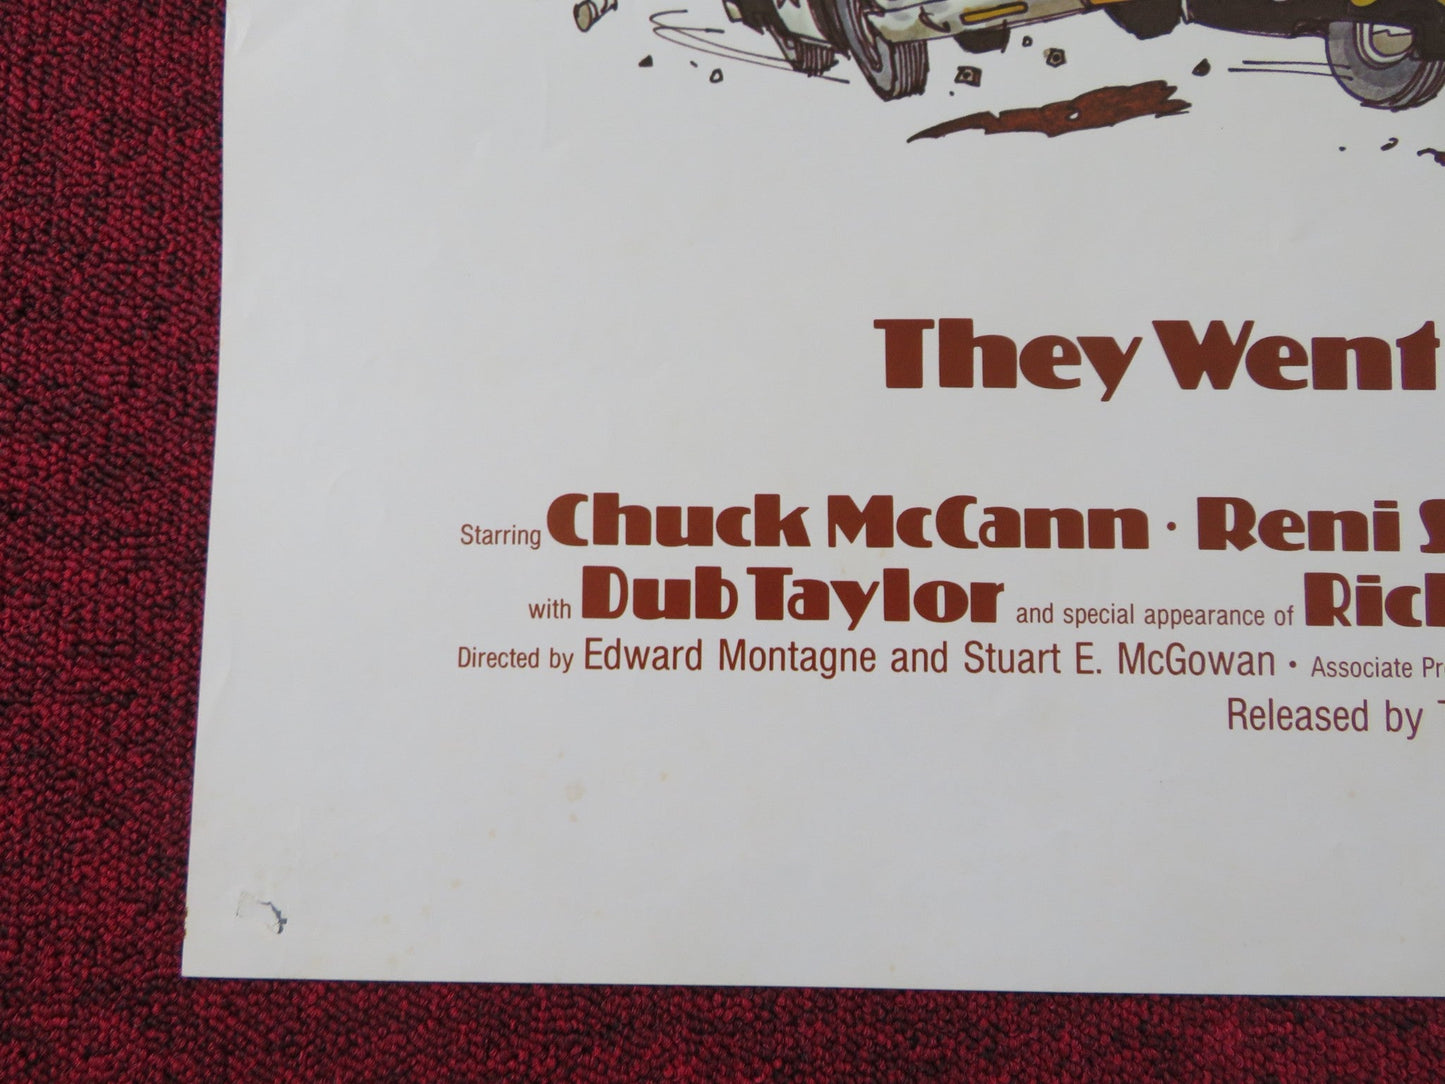 They Went
Starring Chuck McCann · Reni
with Dub Taylor and special appearance of
Directed by Edward Montagne and Stuart E. McGowan • Associate
Released by